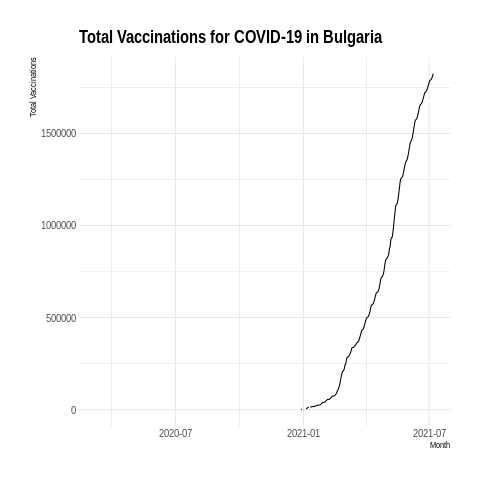 Total Vaccinations for COVID-19 in Bulgaria
Total Vaccinations
1500000
1000000
500000
0
2020-07 2021-01 2021-07
Month